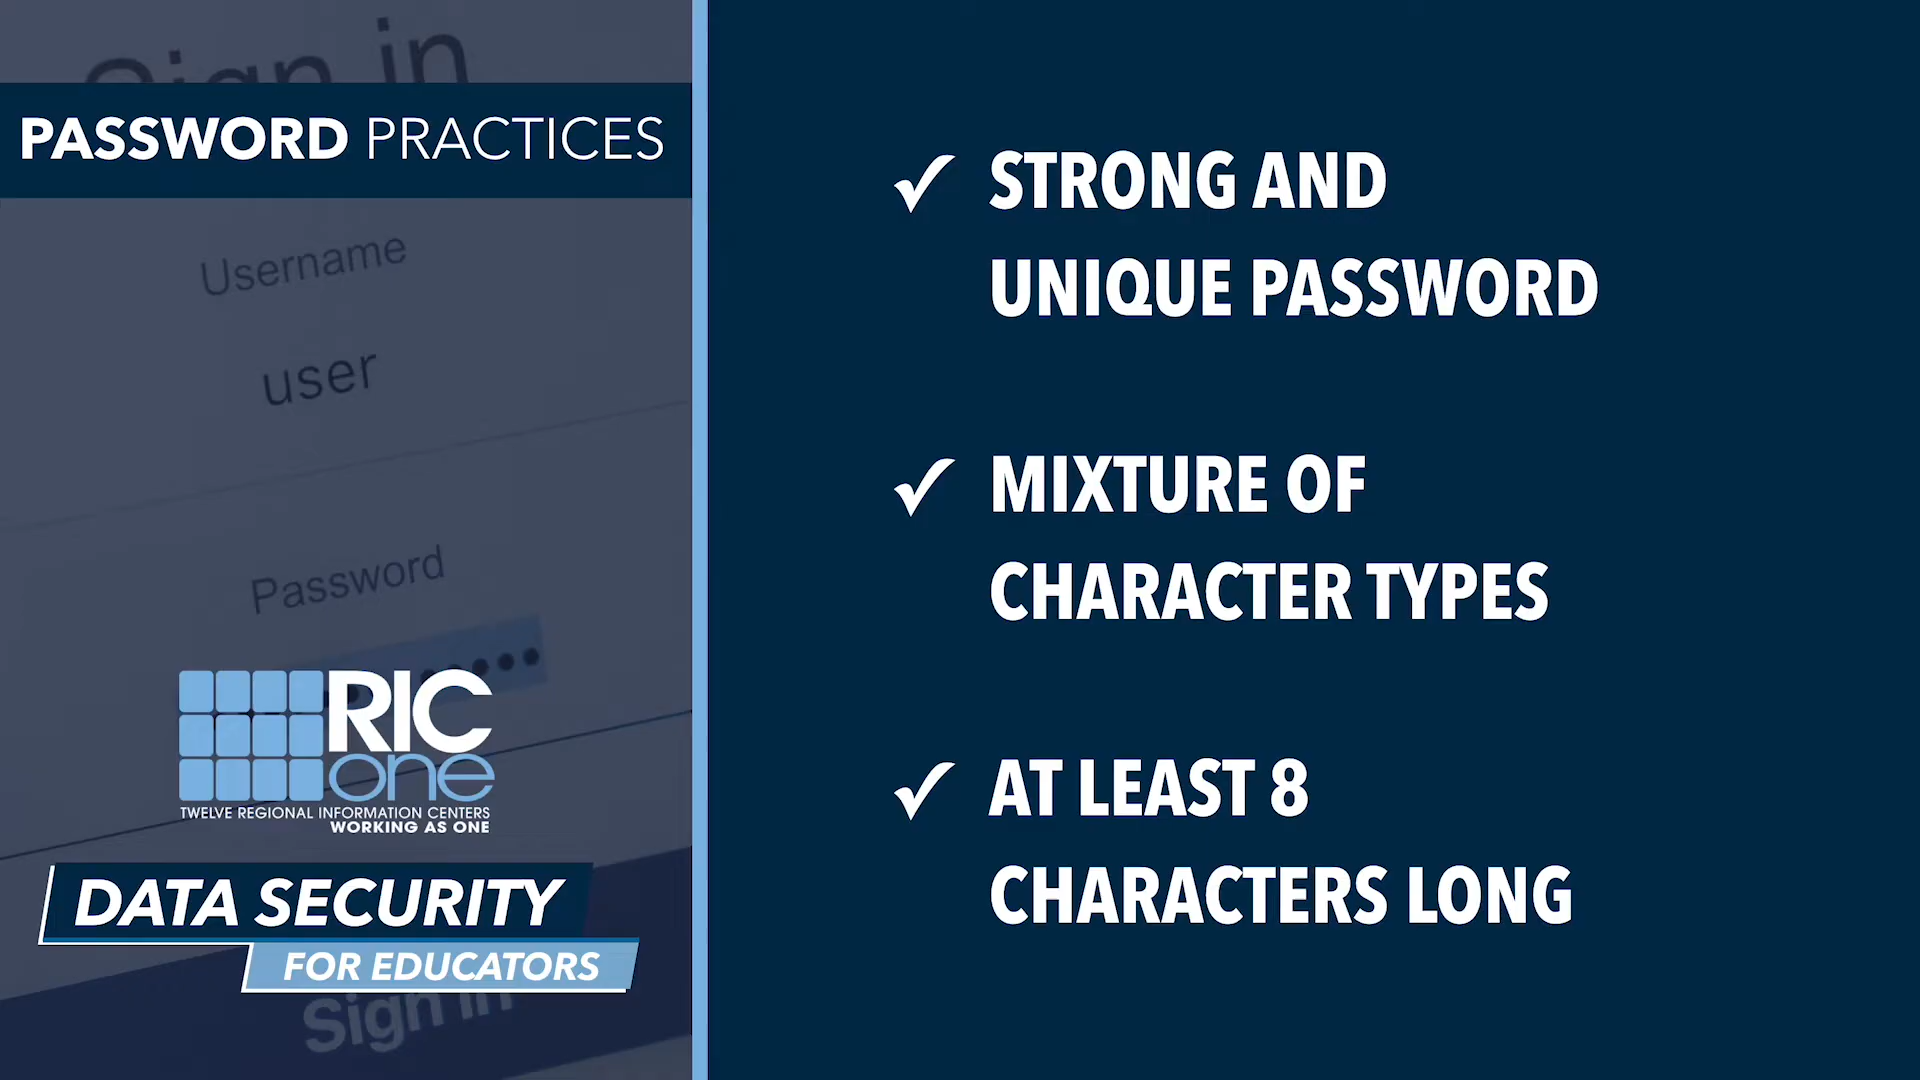 Sign in
PASSWORD PRACTICES
Username
user
Password
RIC
one
TWELVE REGIONAL INFORMATION CENTERS
WORKING AS ONE
DATA SECURITY
FOR EDUCATORS
Sign in
✓ STRONG AND
UNIQUE PASSWORD
✓ MIXTURE OF
CHARACTER TYPES
✓ AT LEAST 8
CHARACTERS LONG